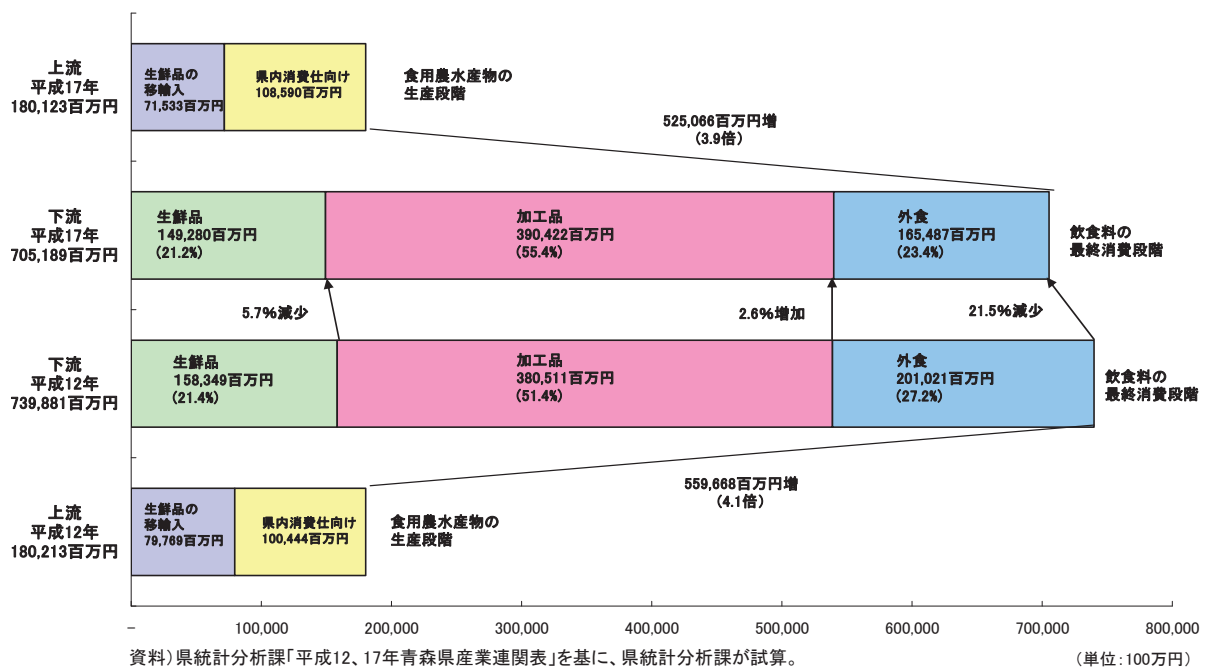 上流
平成17年
180,123百万円
生鮮品の
移輸入
71,533百万円
県内消費仕向け
108,590百万円
食用農水産物の
生産段階
525,066百万円増
(3.9倍)
下流
平成17年
705,189百万円
生鮮品
149,280百万円
(21.2%)
加工品
390,422百万円
(55.4%)
外食
165,487百万円
(23.4%)
飲食料の
最終消費段階
5.7%減少
2.6%増加
21.5%減少
下流
平成12年
739,881百万円
生鮮品
158,349百万円
(21.4%)
加工品
380,511百万円
(51.4%)
外食
201,021百万円
(27.2%)
飲食料の
最終消費段階
559,668百万円増
(4.1倍)
上流
平成12年
180,213百万円
生鮮品の
移輸入
79,769百万円
県内消費仕向け
100,444百万円
食用農水産物の
生産段階
- 100,000 200,000 300,000 400,000 500,000 600,000 700,000 800,000
資料)県統計分析課「平成12、17年青森県産業連関表」を基に、県統計分析課が試算。 (単位:100万円)